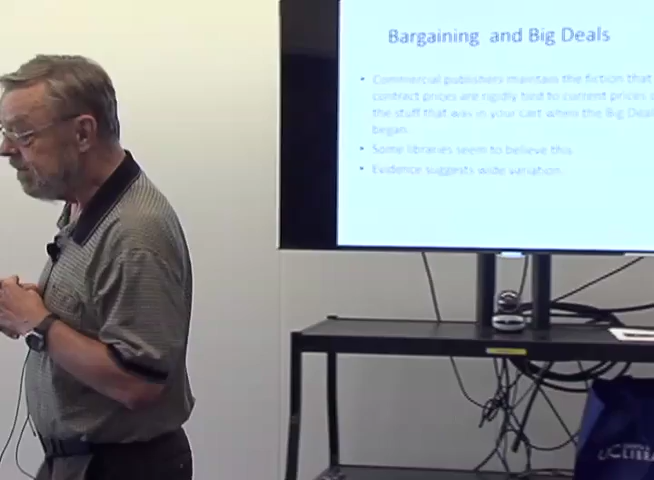 Bargaining and Big Deals
• Commercial publishers maintain the fiction that
contract prices are rigidly tied to current prices
the stuff that was in your cart when the Big Deal
began.
• Some libraries seem to believe this
• Evidence suggests wide variation.